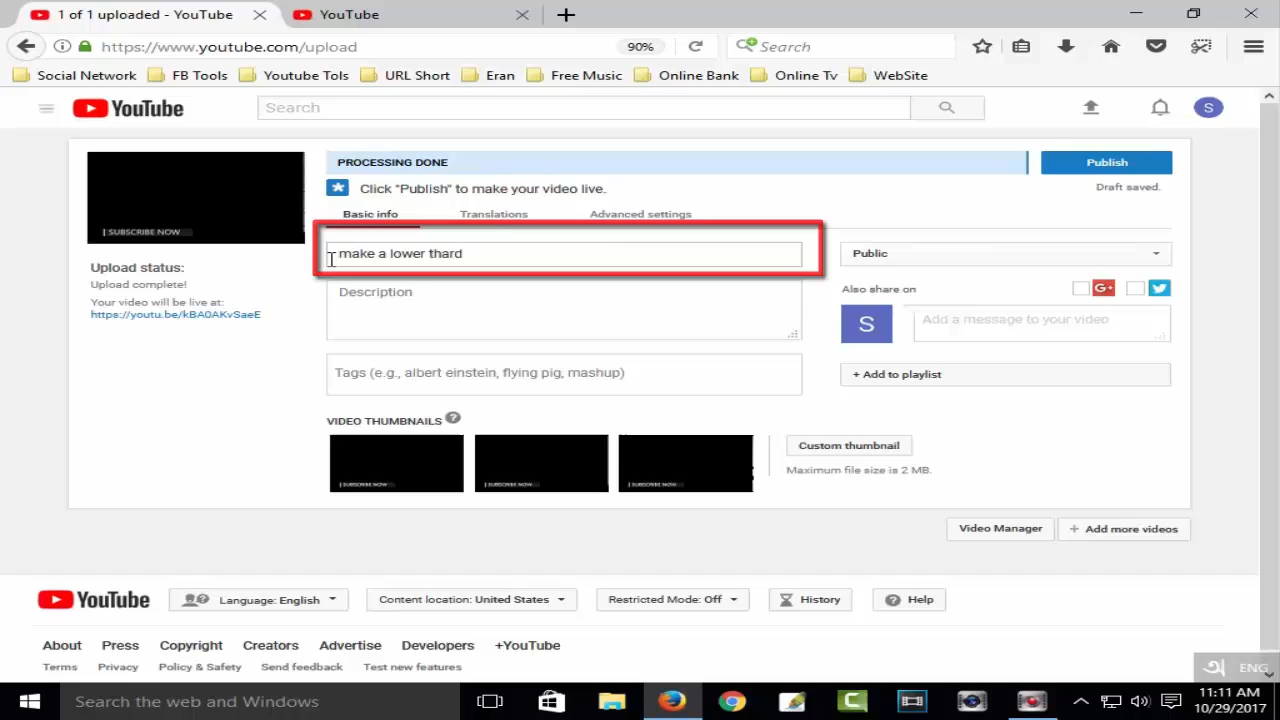 1 of 1 uploaded - YouTube
YouTube
https://www.youtube.com/upload
90%
Search
Social Network
FB Tools
Youtube Tols
URL Short
Eran
Free Music
Online Bank
Online Tv
WebSite
YouTube
Search
S
PROCESSING DONE
Publish
Click "Publish" to make your video live.
Draft saved.
SUBSCRIBE NOW
Basic info
Translations
Advanced settings
make a lower thard
Public
Upload status:
Upload complete!
Your video will be live at:
https://youtu.be/kBA0AKvSaeE
Description
Also share on
G+
S
Add a message to your video
Tags (e.g., albert einstein, flying pig, mashup)
+ Add to playlist
VIDEO THUMBNAILS ?
SUBSCRIBE NOW
SUBSCRIBE NOW
SUBSCRIBE NOW
Custom thumbnail
Maximum file size is 2 MB.
Video Manager
+ Add more videos
YouTube
Language: English
Content location: United States
Restricted Mode: Off
History
Help
About
Press
Copyright
Creators
Advertise
Developers
+YouTube
Terms
Privacy
Policy & Safety
Send feedback
Test new features
ENG
Search the web and Windows
11:11 AM
10/29/2017